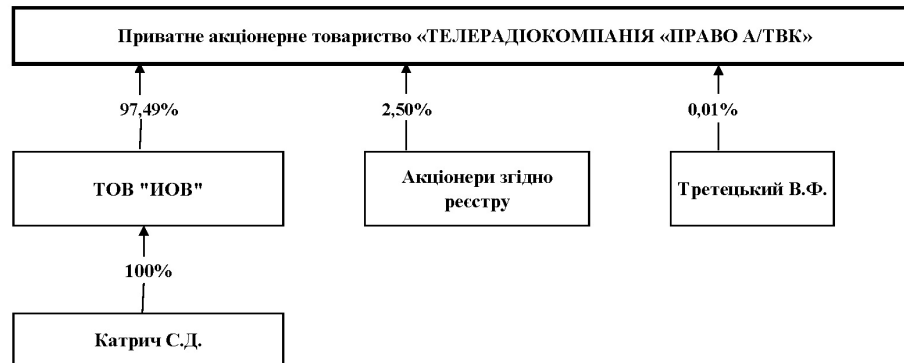 Приватне акціонерне товариство «ТЕЛЕРАДІОКОМПАНІЯ «ПРАВО А/ТВК»
97,49%
2,50%
0,01%
ТОВ "ИОВ"
Акціонери згідно
реєстру
Третецький В.Ф.
100%
Катрич С.Д.